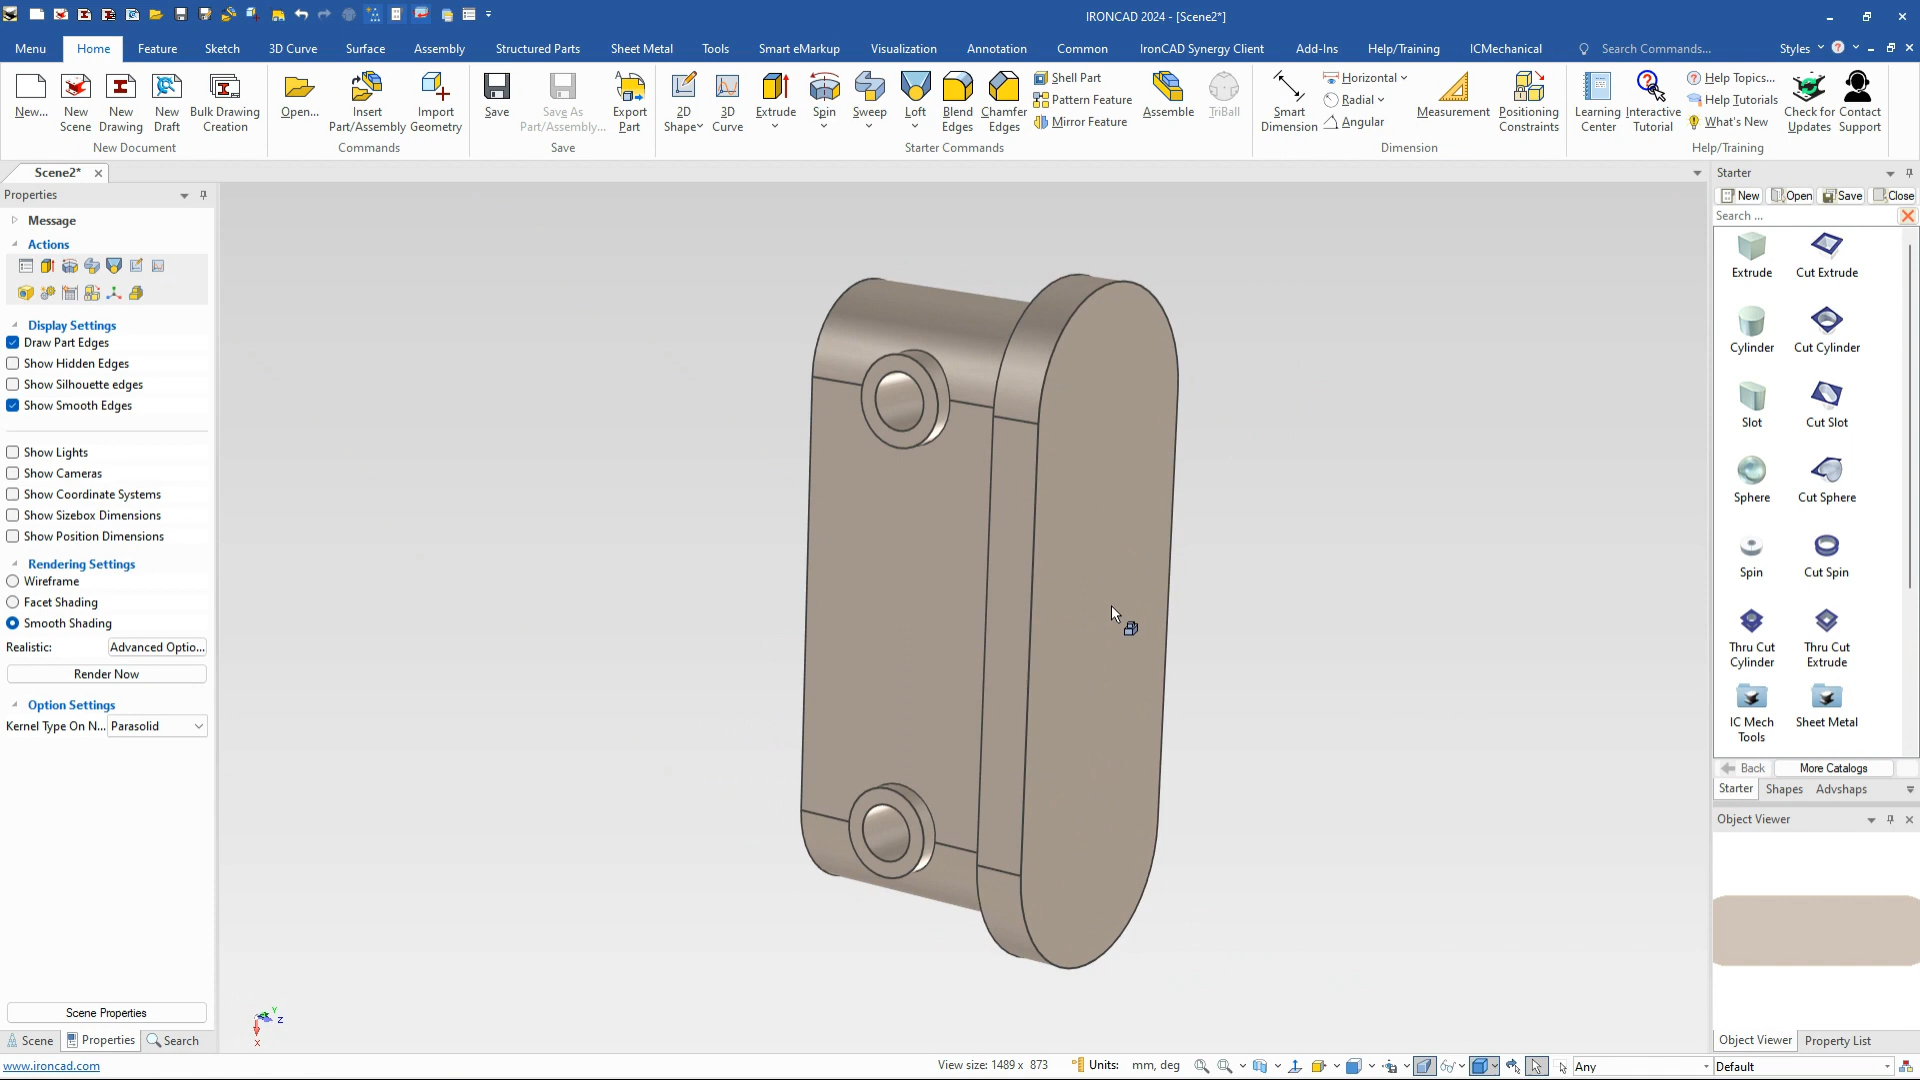 IRONCAD 2024 - [Scene2*]
Menu Home Feature Sketch 3D Curve Surface Assembly Structured Parts Sheet Metal Tools Smart eMarkup Visualization Annotation Common IronCAD Synergy Client Add-Ins Help/Training ICMechanical Search Commands... Styles
New... New Scene New Drawing New Draft Bulk Drawing Creation
New Document
Open... Insert Part/Assembly Import Geometry
Commands
Save Save As Part/Assembly... Export Part
Save
2D Shape 3D Curve Extrude Spin Sweep Loft Blend Edges Chamfer Edges Shell Part Pattern Feature Mirror Feature Assemble TriBall
Starter Commands
Smart Dimension Horizontal Radial Angular Measurement Positioning Constraints
Dimension
Learning Center Interactive Tutorial Help Topics... Help Tutorials What's New Check for Updates Contact Support
Help/Training
Scene2*
Properties
Message
Actions
Display Settings
Draw Part Edges
Show Hidden Edges
Show Silhouette edges
Show Smooth Edges
Show Lights
Show Cameras
Show Coordinate Systems
Show Sizebox Dimensions
Show Position Dimensions
Rendering Settings
Wireframe
Facet Shading
Smooth Shading
Realistic: Advanced Optio...
Render Now
Option Settings
Kernel Type On N... Parasolid
Scene Properties
Scene Properties Search
Y
Z
X
Starter
New Open Save Close
Search ...
Extrude Cut Extrude
Cylinder Cut Cylinder
Slot Cut Slot
Sphere Cut Sphere
Spin Cut Spin
Thru Cut Cylinder Thru Cut Extrude
IC Mech Tools Sheet Metal
Back More Catalogs
Starter Shapes Advshaps
Object Viewer
Object Viewer Property List
www.ironcad.com View size: 1489 x 873 Units: mm, deg Any Default